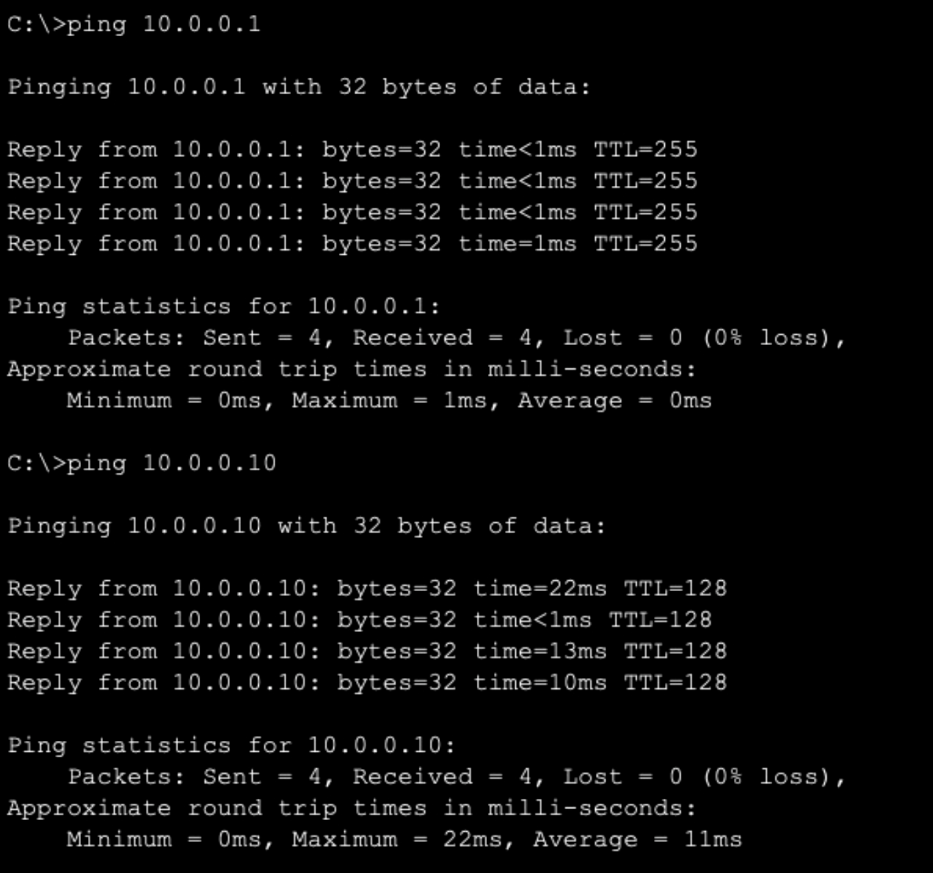 C:\>ping 10.0.0.1
Pinging 10.0.0.1 with 32 bytes of data:
Reply from 10.0.0.1: bytes=32 time<1ms TTL=255
Reply from 10.0.0.1: bytes=32 time<1ms TTL=255
Reply from 10.0.0.1: bytes=32 time<1ms TTL=255
Reply from 10.0.0.1: bytes=32 time=1ms TTL=255
Ping statistics for 10.0.0.1:
    Packets: Sent = 4, Received = 4, Lost = 0 (0% loss),
Approximate round trip times in milli-seconds:
    Minimum = 0ms, Maximum = 1ms, Average = 0ms
C:\>ping 10.0.0.10
Pinging 10.0.0.10 with 32 bytes of data:
Reply from 10.0.0.10: bytes=32 time=22ms TTL=128
Reply from 10.0.0.10: bytes=32 time<1ms TTL=128
Reply from 10.0.0.10: bytes=32 time=13ms TTL=128
Reply from 10.0.0.10: bytes=32 time=10ms TTL=128
Ping statistics for 10.0.0.10:
    Packets: Sent = 4, Received = 4, Lost = 0 (0% loss),
Approximate round trip times in milli-seconds:
    Minimum = 0ms, Maximum = 22ms, Average = 11ms